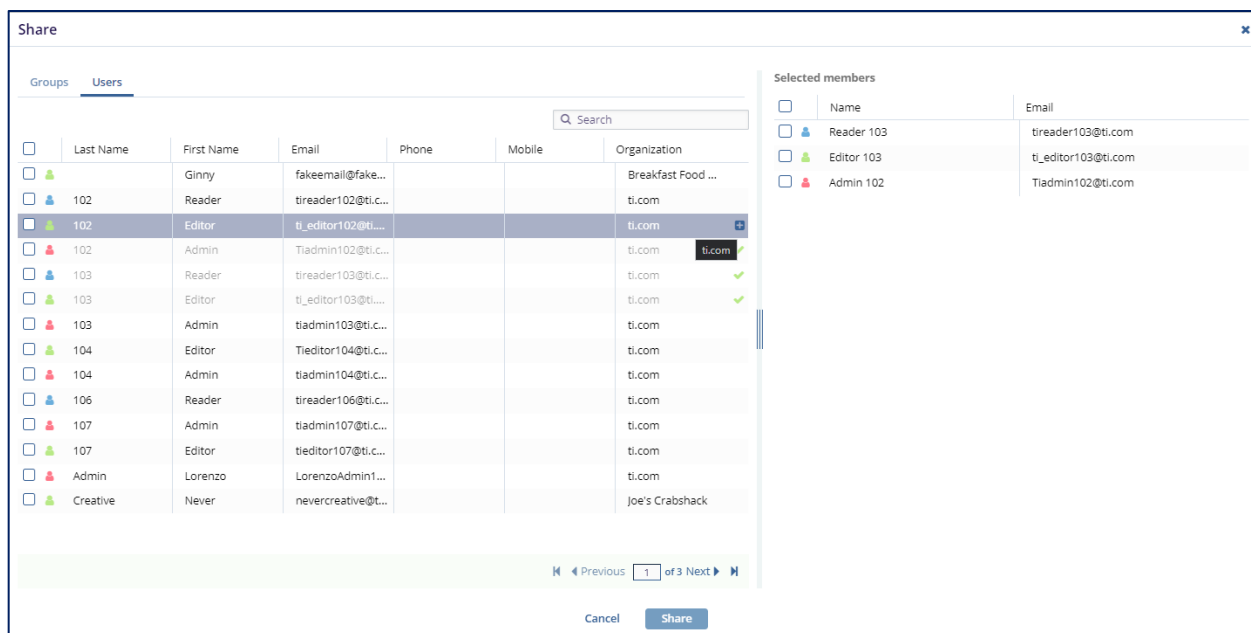 Share
Groups Users
Search
Last Name First Name Email Phone Mobile Organization
Ginny fakeemail@fake... Breakfast Food ...
102 Reader tireader102@ti.c... ti.com
102 Editor ti_editor102@ti.... ti.com
102 Admin Tiadmin102@ti.c... ti.com ti.com
103 Reader tireader103@ti.c... ti.com
103 Editor ti_editor103@ti.... ti.com
103 Admin tiadmin103@ti.c... ti.com
104 Editor Tieditor104@ti.c... ti.com
104 Admin tiadmin104@ti.c... ti.com
106 Reader tireader106@ti.c... ti.com
107 Admin tiadmin107@ti.c... ti.com
107 Editor tieditor107@ti.c... ti.com
Admin Lorenzo LorenzoAdmin1... ti.com
Creative Never nevercreative@t... Joe's Crabshack
Previous 1 of 3 Next
Selected members
Name Email
Reader 103 tireader103@ti.com
Editor 103 ti_editor103@ti.com
Admin 102 Tiadmin102@ti.com
Cancel Share